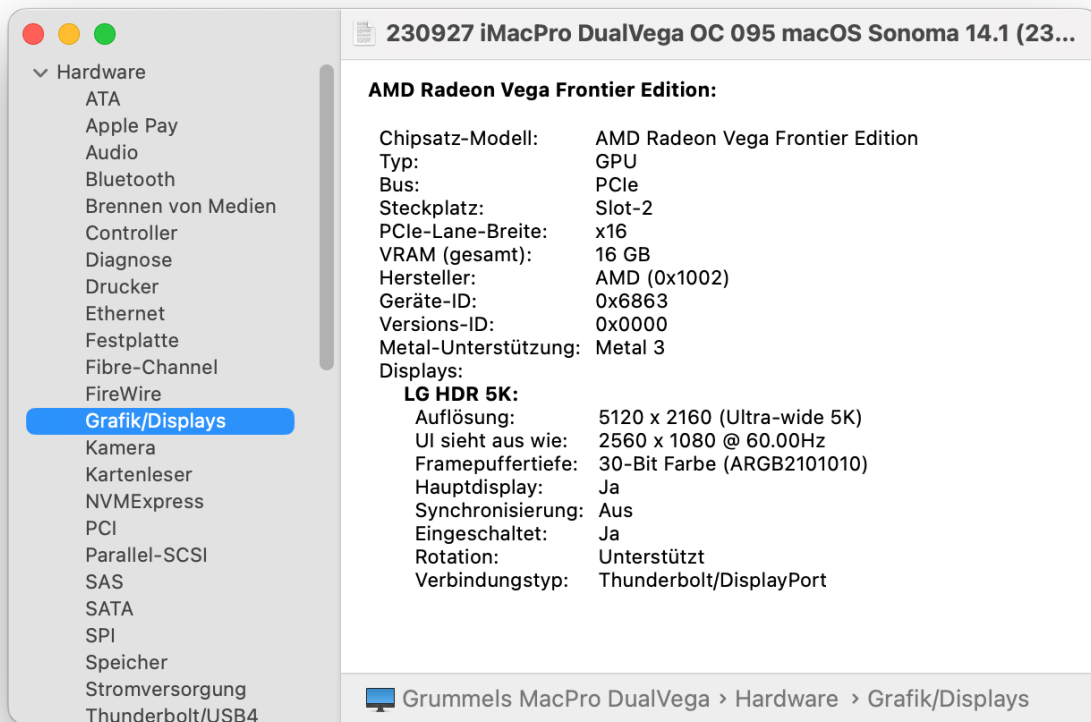 230927 iMacPro DualVega OC 095 macOS Sonoma 14.1 (23...
Hardware
ATA
Apple Pay
Audio
Bluetooth
Brennen von Medien
Controller
Diagnose
Drucker
Ethernet
Festplatte
Fibre-Channel
FireWire
Grafik/Displays
Kamera
Kartenleser
NVMExpress
PCI
Parallel-SCSI
SAS
SATA
SPI
Speicher
Stromversorgung
Thunderbolt/USB4
AMD Radeon Vega Frontier Edition:
Chipsatz-Modell: AMD Radeon Vega Frontier Edition
Typ: GPU
Bus: PCIe
Steckplatz: Slot-2
PCIe-Lane-Breite: x16
VRAM (gesamt): 16 GB
Hersteller: AMD (0x1002)
Geräte-ID: 0x6863
Versions-ID: 0x0000
Metal-Unterstützung: Metal 3
Displays:
LG HDR 5K:
Auflösung: 5120 x 2160 (Ultra-wide 5K)
UI sieht aus wie: 2560 x 1080 @ 60.00Hz
Framepuffertiefe: 30-Bit Farbe (ARGB2101010)
Hauptdisplay: Ja
Synchronisierung: Aus
Eingeschaltet: Ja
Rotation: Unterstützt
Verbindungstyp: Thunderbolt/DisplayPort
Grummels MacPro DualVega › Hardware › Grafik/Displays